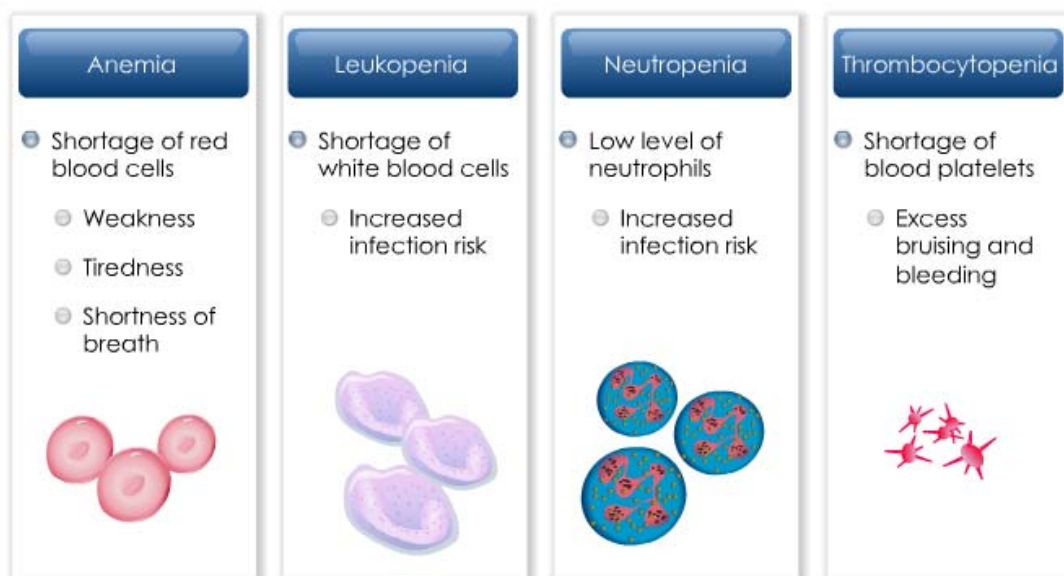 Anemia
Shortage of red
blood cells
Weakness
Tiredness
Shortness of
breath
Leukopenia
Shortage of
white blood cells
Increased
infection risk
Neutropenia
Low level of
neutrophils
Increased
infection risk
Thrombocytopenia
Shortage of
blood platelets
Excess
bruising and
bleeding